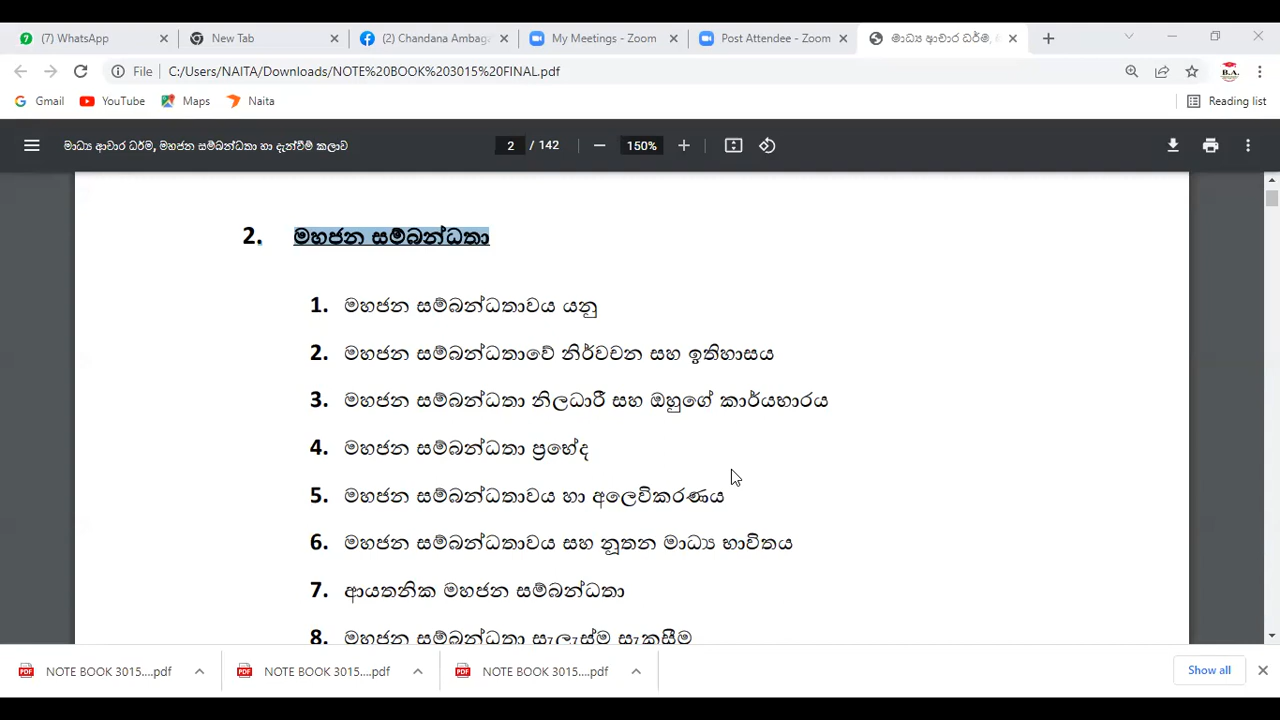 (7) WhatsApp
New Tab
(2) Chandana Ambaga
My Meetings - Zoom
Post Attendee - Zoom
මාධ්‍ය ආචාර ධර්ම,
File C:/Users/NAITA/Downloads/NOTE%20BOOK%203015%20FINAL.pdf
B.A.
Gmail YouTube Maps Naita Reading list
මාධ්‍ය ආචාර ධර්ම, මහජන සම්බන්ධතා හා දැන්වීම් කලාව 2 / 142 150%
2. මහජන සම්බන්ධතා
1. මහජන සම්බන්ධතාවය යනු
2. මහජන සම්බන්ධතාවේ නිර්වචන සහ ඉතිහාසය
3. මහජන සම්බන්ධතා නිලධාරී සහ ඔහුගේ කාර්යභාරය
4. මහජන සම්බන්ධතා ප්‍රභේද
5. මහජන සම්බන්ධතාවය හා අලෙවිකරණය
6. මහජන සම්බන්ධතාවය සහ නූතන මාධ්‍ය භාවිතය
7. ආයතනික මහජන සම්බන්ධතා
8. මහජන සම්බන්ධතා සැලැස්ම සැකසීම
NOTE BOOK 3015....pdf NOTE BOOK 3015....pdf NOTE BOOK 3015....pdf Show all